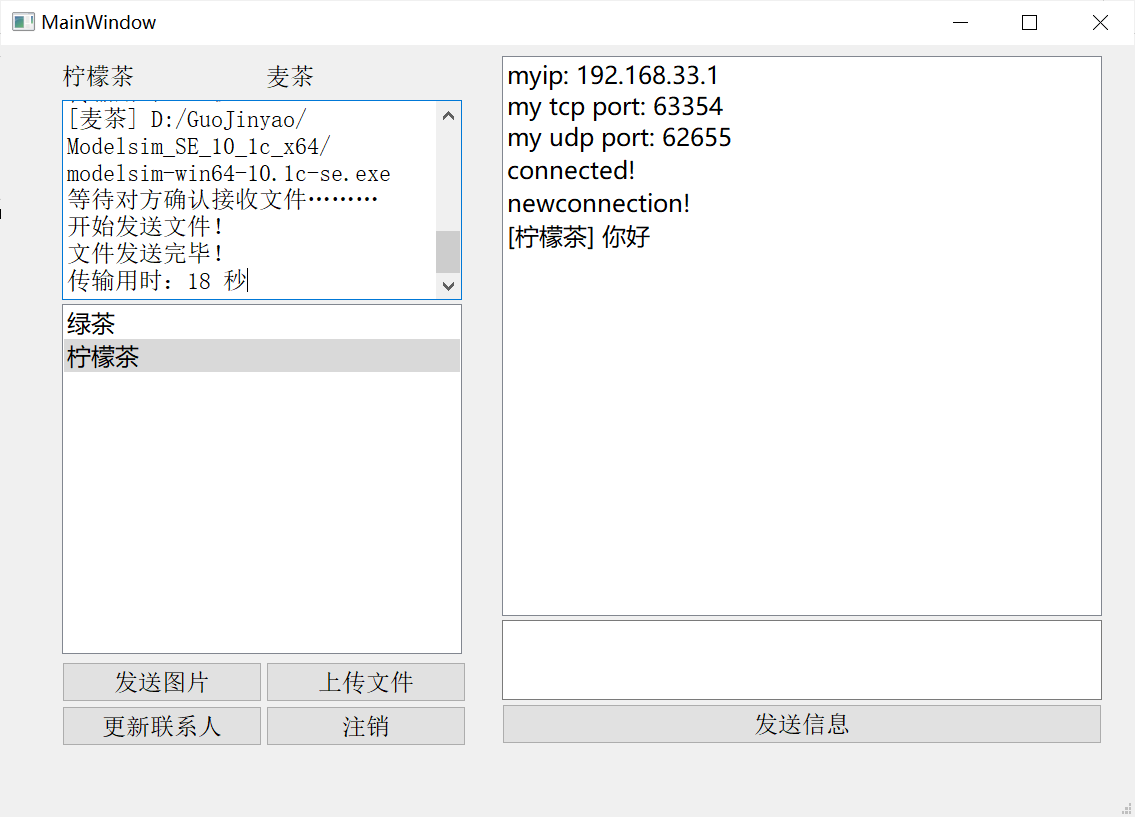 MainWindow
柠檬茶 麦茶
[麦茶] D:/GuoJinyao/
Modelsim_SE_10_1c_x64/
modelsim-win64-10.1c-se.exe
等待对方确认接收文件………
开始发送文件!
文件发送完毕!
传输用时: 18 秒
绿茶
柠檬茶
发送图片 上传文件
更新联系人 注销
myip: 192.168.33.1
my tcp port: 63354
my udp port: 62655
connected!
newconnection!
[柠檬茶] 你好
发送信息